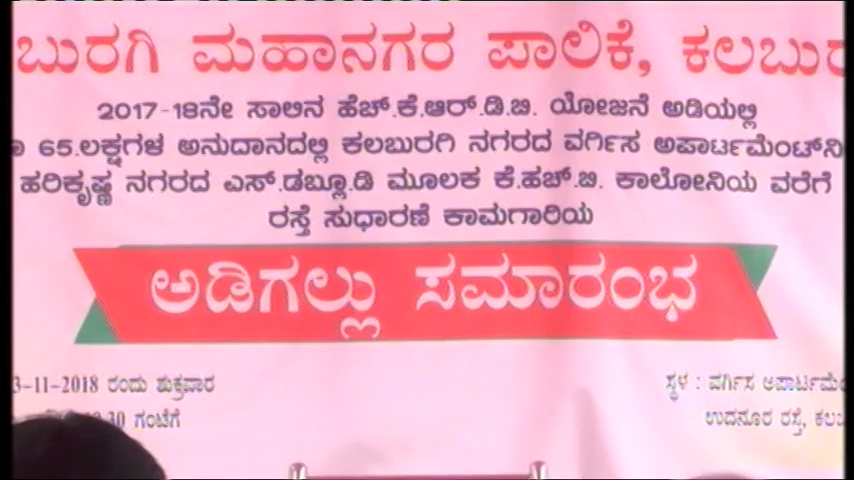 ಬುರಗಿ ಮಹಾನಗರ ಪಾಲಿಕೆ, ಕಲಬುರ
2017-18ನೇ ಸಾಲಿನ ಹೆಚ್.ಕೆ.ಆರ್.ಡಿ.ಬಿ. ಯೋಜನೆ ಅಡಿಯಲ್ಲಿ
65.ಲಕ್ಷಗಳ ಅನುದಾನದಲ್ಲಿ ಕಲಬುರಗಿ ನಗರದ ವರ್ಗಿಸ ಅಪಾರ್ಟಮೆಂಟ್‌ನಿ
ಹರಿಕೃಷ್ಣ ನಗರದ ಎಸ್.ಡಬ್ಲೂ.ಡಿ ಮೂಲಕ ಕೆ.ಹಚ್.ಬಿ. ಕಾಲೋನಿಯ ವರೆಗೆ
ರಸ್ತೆ ಸುಧಾರಣೆ ಕಾಮಗಾರಿಯ
ಅಡಿಗಲ್ಲು ಸಮಾರಂಭ
3-11-2018 ರಂದು ಶುಕ್ರವಾರ
ಸ್ಥಳ : ವರ್ಗಿಸ ಅಪಾರ್ಟಮೆ
30 ಗಂಟೆಗೆ
ಉದನೂರ ರಸ್ತೆ, ಕಲಬ